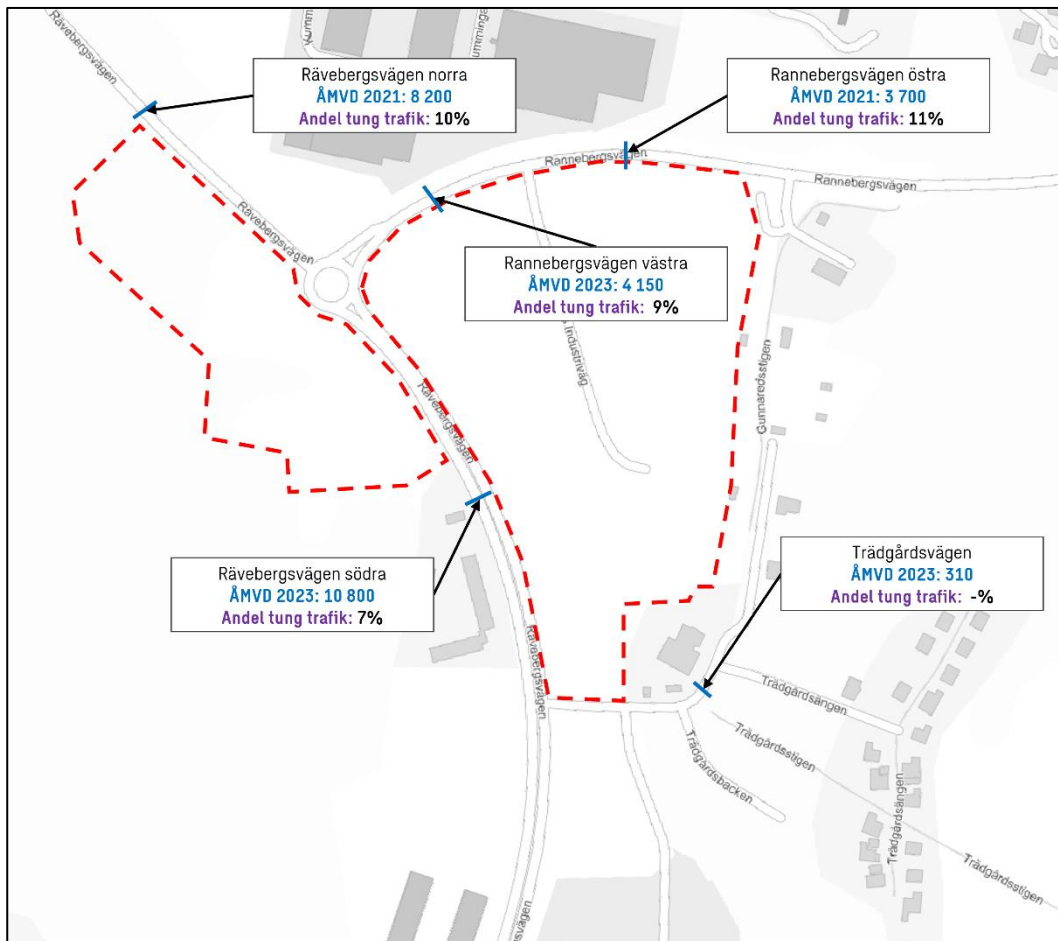 Rävebergsvägen
Rävebergsvägen norra
ÅMVD 2021: 8 200
Andel tung trafik: 10%
Rannebergsvägen östra
ÅMVD 2021: 3 700
Andel tung trafik: 11%
Rannebergsvägen
Rannebergsvägen
Rävebergsvägen
Rannebergsvägen västra
ÅMVD 2023: 4 150
Andel tung trafik: 9%
Industriväg
Gunnaredsstigen
Rävebergsvägen
Rävebergsvägen södra
ÅMVD 2023: 10 800
Andel tung trafik: 7%
Trädgårdsvägen
ÅMVD 2023: 310
Andel tung trafik: -%
Rävebergsvägen
Trädgårdsängen
Trädgårdsstigen
Trädgårdsbacken
Trädgårdsängen
Trädgårdsstigen
svägen